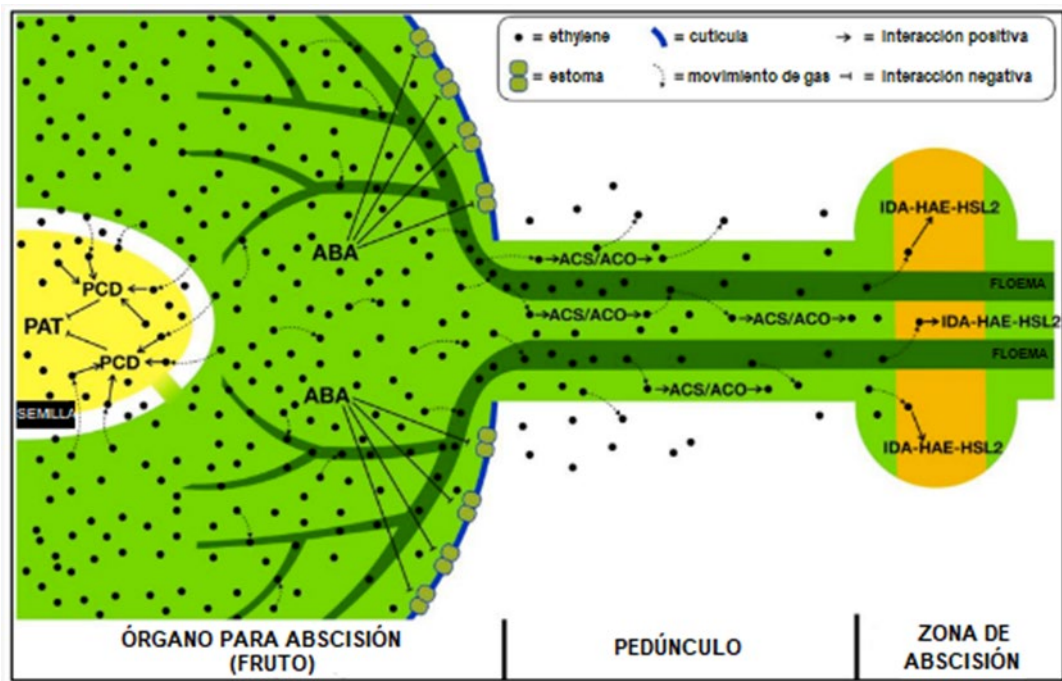 = ethylene
= cuticula
= Interacción positiva
= estoma
= movimiento de gas
= Interacción negativa
ABA
IDA-HAE-HSL2
ACS/ACO
FLOEMA
PCD
PAT
ACS/ACO
ACS/ACO
IDA-HAE-HSL2
PCD
FLOEMA
ABA
ACS/ACO
SEMILLA
IDA-HAE-HSL2
ÓRGANO PARA ABSCISIÓN
(FRUTO)
PEDÚNCULO
ZONA DE
ABSCISIÓN